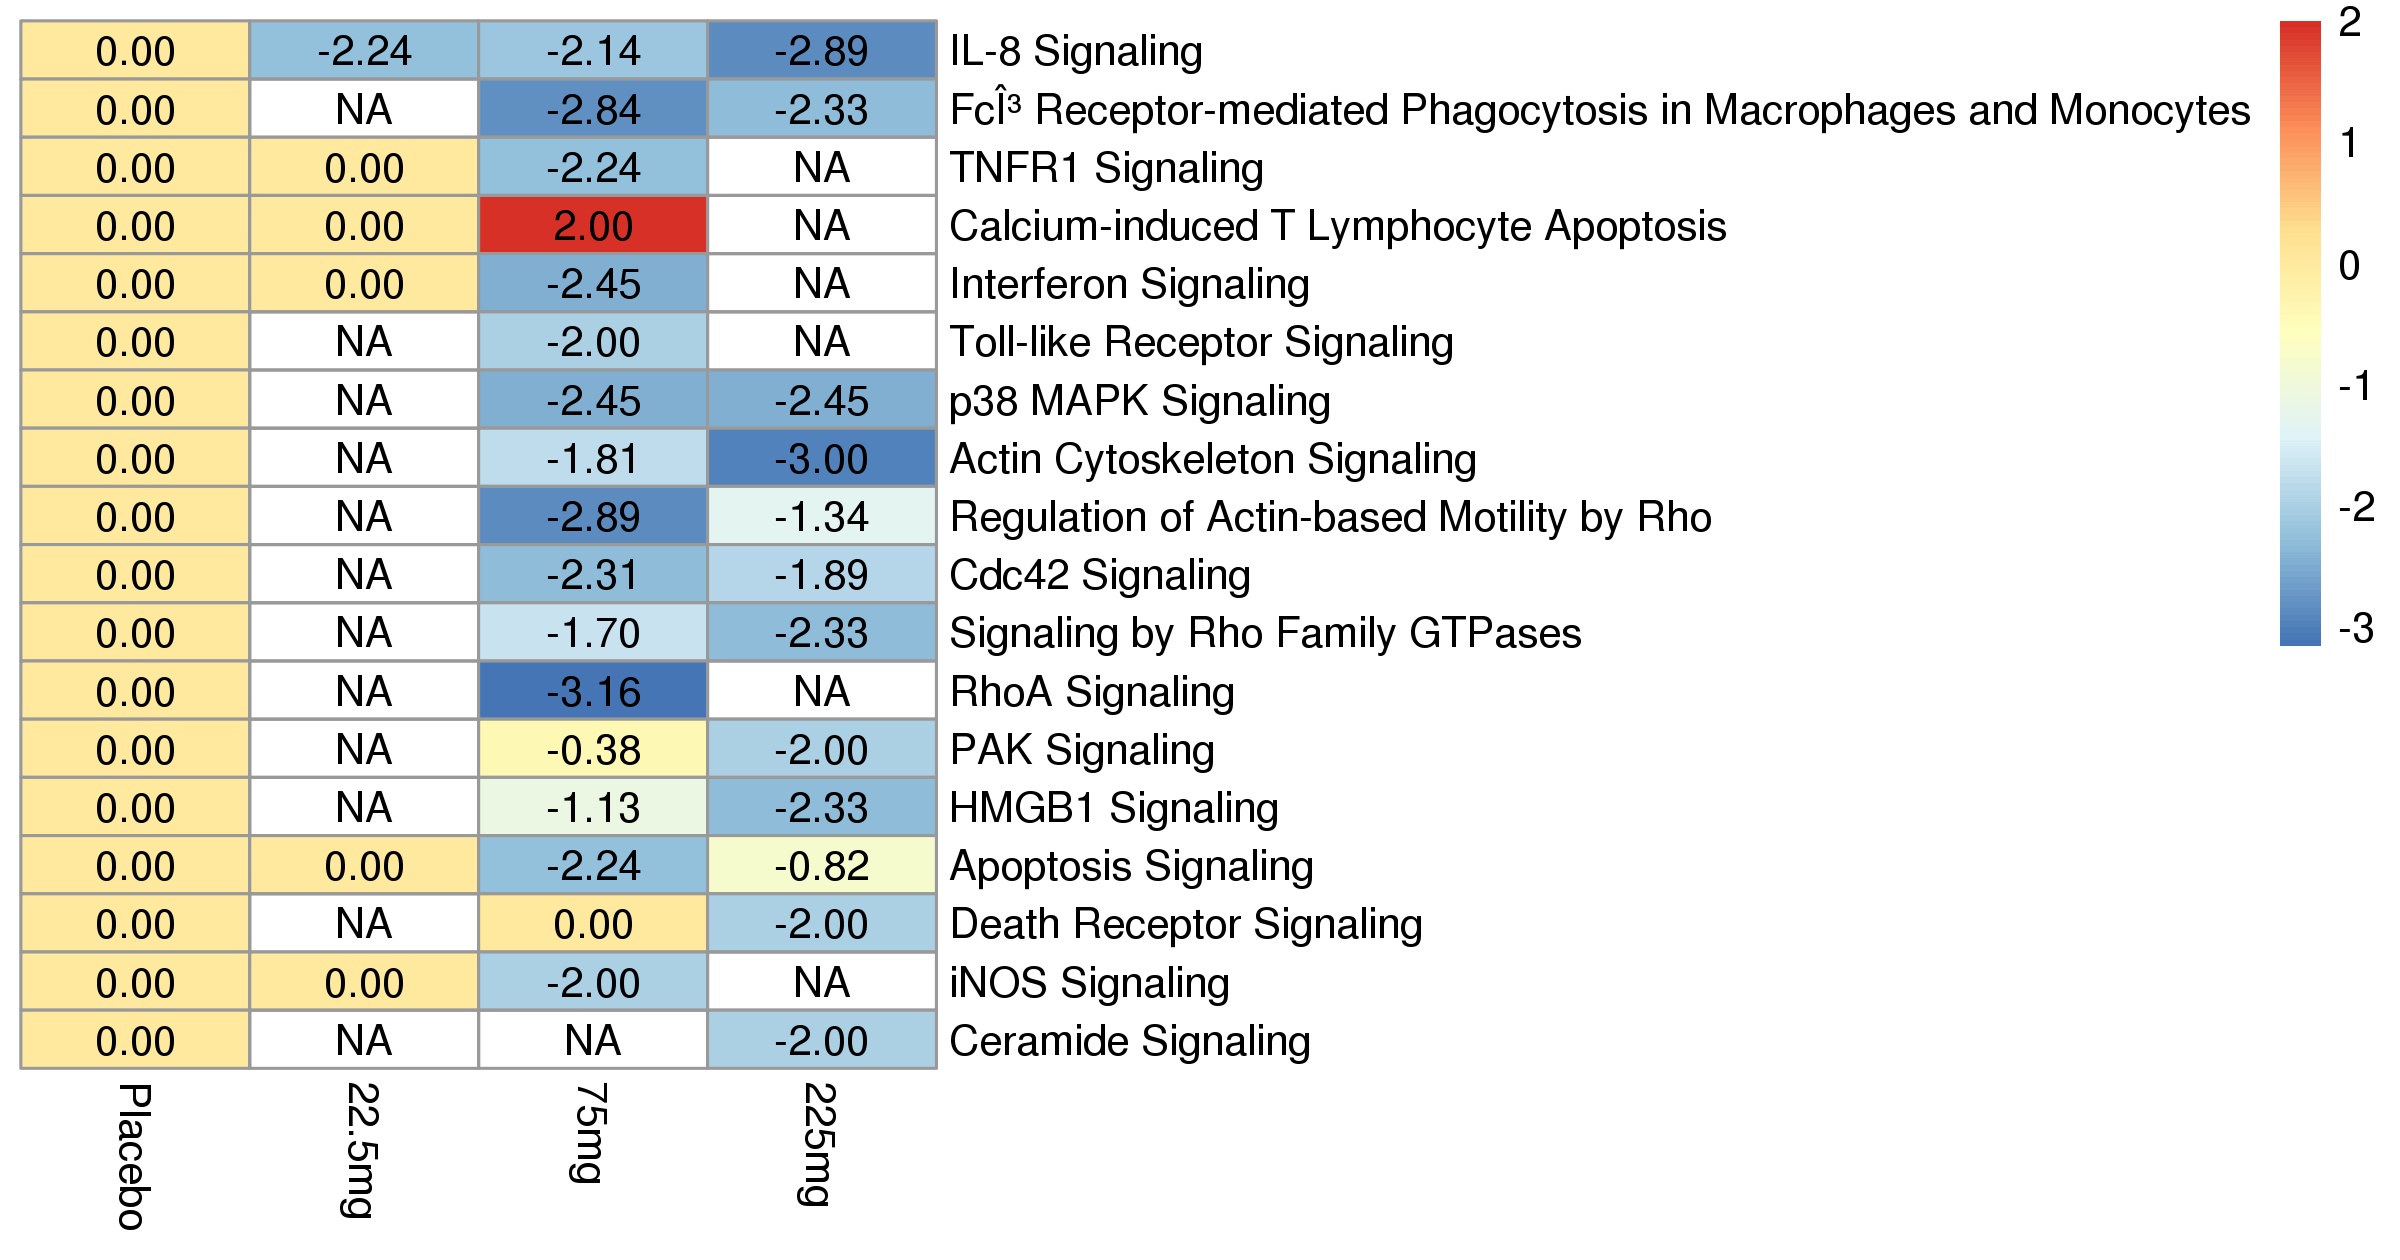 0.00 -2.24 -2.14 -2.89 IL-8 Signaling
0.00 NA -2.84 -2.33 FcÎ³ Receptor-mediated Phagocytosis in Macrophages and Monocytes
0.00 0.00 -2.24 NA TNFR1 Signaling
0.00 0.00 2.00 NA Calcium-induced T Lymphocyte Apoptosis
0.00 0.00 -2.45 NA Interferon Signaling
0.00 NA -2.00 NA Toll-like Receptor Signaling
0.00 NA -2.45 -2.45 p38 MAPK Signaling
0.00 NA -1.81 -3.00 Actin Cytoskeleton Signaling
0.00 NA -2.89 -1.34 Regulation of Actin-based Motility by Rho
0.00 NA -2.31 -1.89 Cdc42 Signaling
0.00 NA -1.70 -2.33 Signaling by Rho Family GTPases
0.00 NA -3.16 NA RhoA Signaling
0.00 NA -0.38 -2.00 PAK Signaling
0.00 NA -1.13 -2.33 HMGB1 Signaling
0.00 0.00 -2.24 -0.82 Apoptosis Signaling
0.00 NA 0.00 -2.00 Death Receptor Signaling
0.00 0.00 -2.00 NA iNOS Signaling
0.00 NA NA -2.00 Ceramide Signaling
Placebo 22.5mg 75mg 225mg
2
1
0
-1
-2
-3